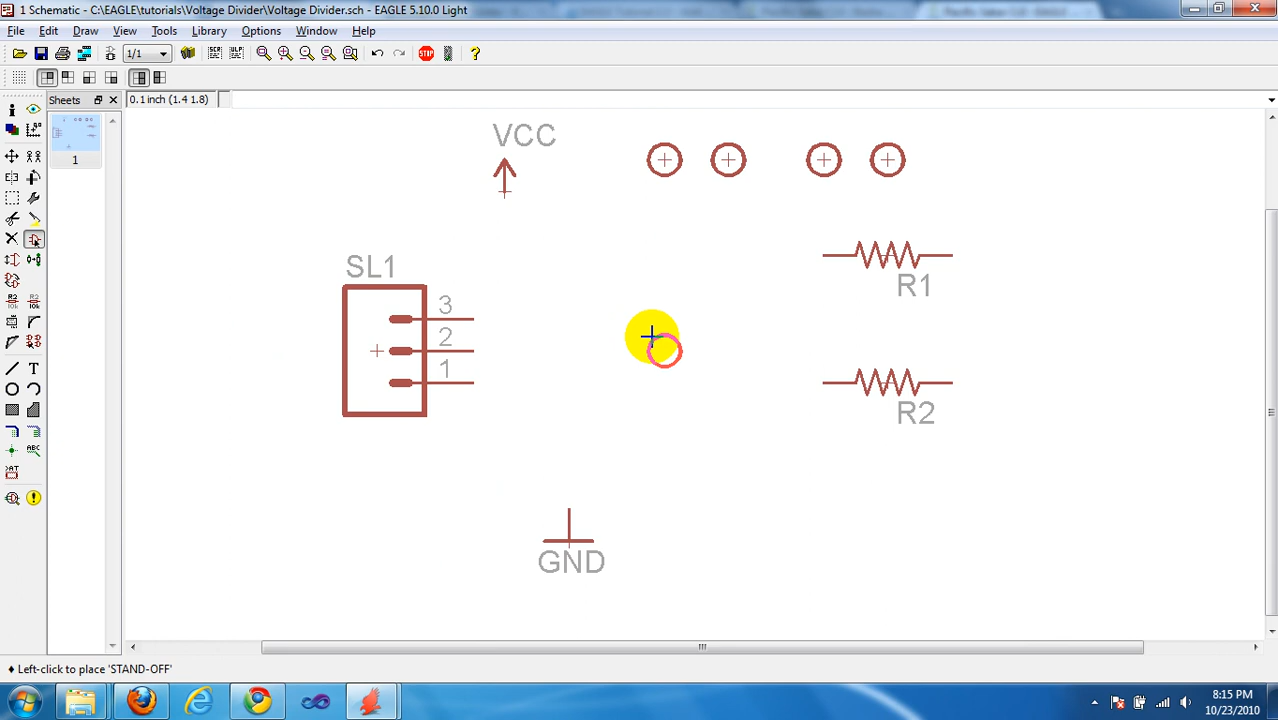 1 Schematic - C:\EAGLE\tutorials\Voltage Divider\Voltage Divider.sch - EAGLE 5.10.0 Light
File Edit Draw View Tools Library Options Window Help
1/1
Sheets
0.1 inch (1.4 1.8)
1
VCC
SL1
3
2
1
R1
R2
GND
Left-click to place 'STAND-OFF'
8:15 PM
10/23/2010